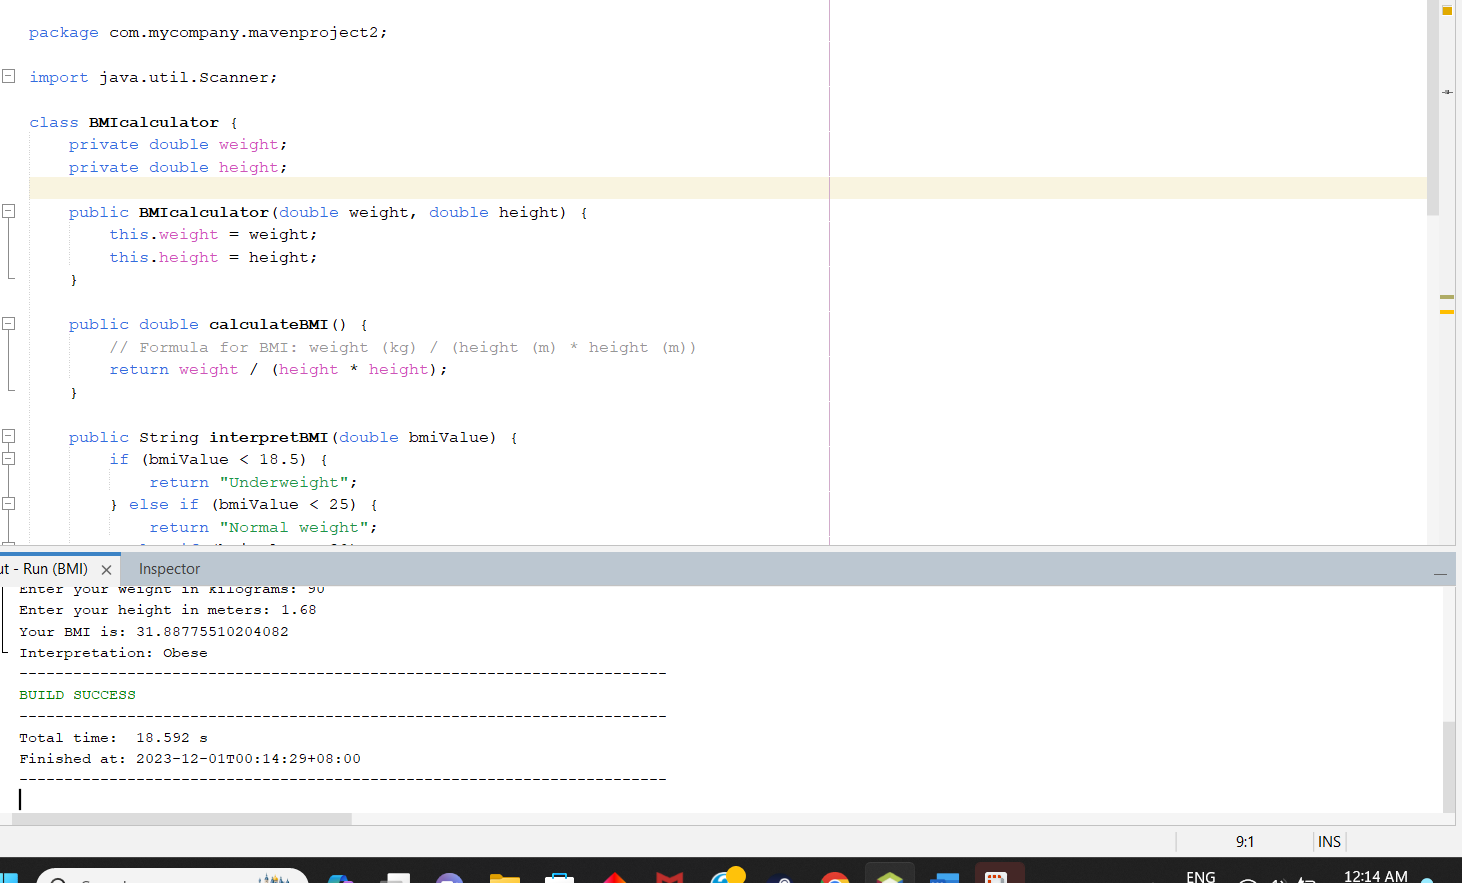 package com.mycompany.mavenproject2;
import java.util.Scanner;
class BMIcalculator {
private double weight;
private double height;
public BMIcalculator(double weight, double height) {
this.weight = weight;
this.height = height;
}
public double calculateBMI() {
// Formula for BMI: weight (kg) / (height (m) * height (m))
return weight / (height * height);
}
public String interpretBMI(double bmiValue) {
if (bmiValue < 18.5) {
return "Underweight";
} else if (bmiValue < 25) {
return "Normal weight";
ut - Run (BMI)
Inspector
Enter your weight in kilograms: 90
Enter your height in meters: 1.68
Your BMI is: 31.88775510204082
Interpretation: Obese
------------------------------------------------------------------------
BUILD SUCCESS
------------------------------------------------------------------------
Total time:  18.592 s
Finished at: 2023-12-01T00:14:29+08:00
------------------------------------------------------------------------
9:1
INS
ENG
12:14 AM